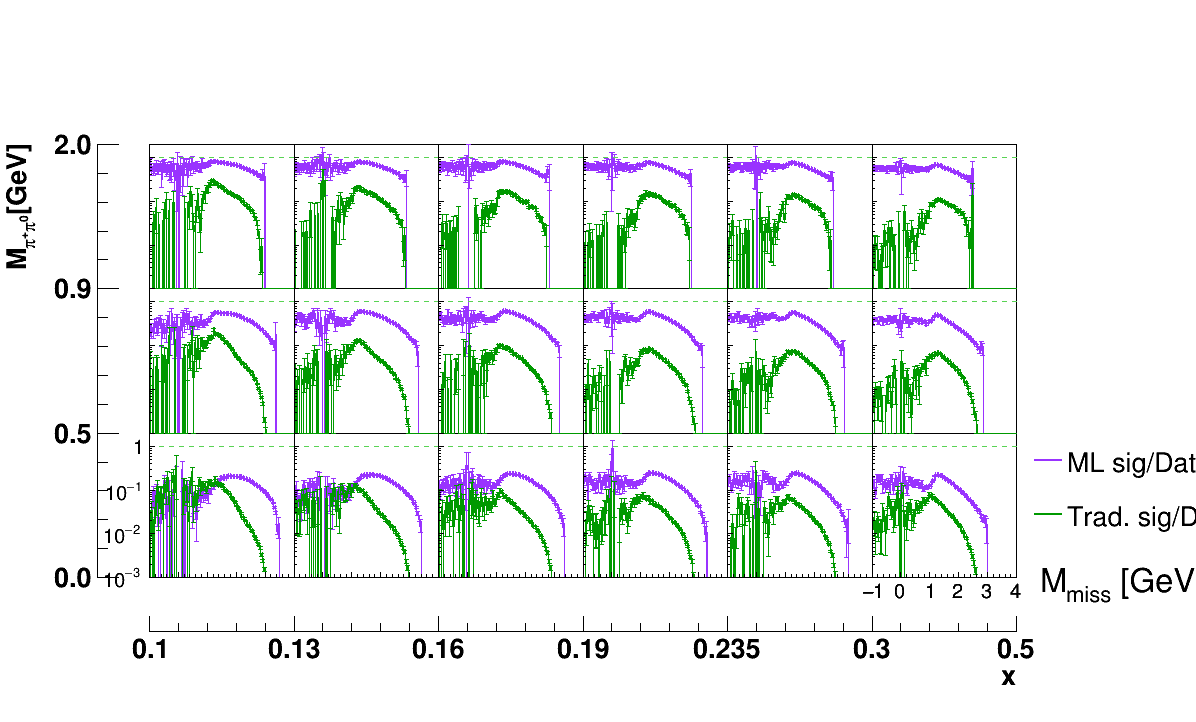 M π⁺π⁰ [GeV]
2.0
0.9
0.5
0.0
1
10⁻¹
10⁻²
10⁻³
ML sig/Dat
Trad. sig/D
−1 0 1 2 3 4
M miss [GeV
0.1 0.13 0.16 0.19 0.235 0.3 0.5
x